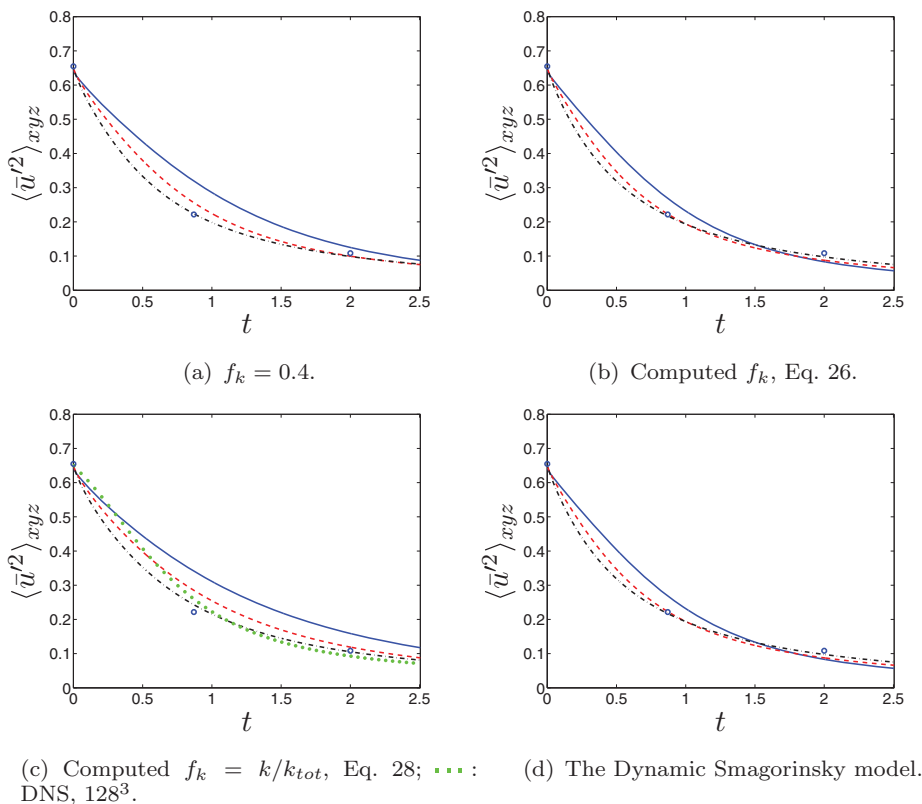 0.8
0.7
0.6
0.5
0.4
0.3
0.2
0.1
0
⟨ū′²⟩xyz
0 0.5 1 1.5 2 2.5
t
(a) f_k = 0.4.
0.8
0.7
0.6
0.5
0.4
0.3
0.2
0.1
0
⟨ū′²⟩xyz
0 0.5 1 1.5 2 2.5
t
(b) Computed f_k, Eq. 26.
0.8
0.7
0.6
0.5
0.4
0.3
0.2
0.1
0
⟨ū′²⟩xyz
0 0.5 1 1.5 2 2.5
t
(c) Computed f_k = k/k_tot, Eq. 28; :
DNS, 128³.
0.8
0.7
0.6
0.5
0.4
0.3
0.2
0.1
0
⟨ū′²⟩xyz
0 0.5 1 1.5 2 2.5
t
(d) The Dynamic Smagorinsky model.